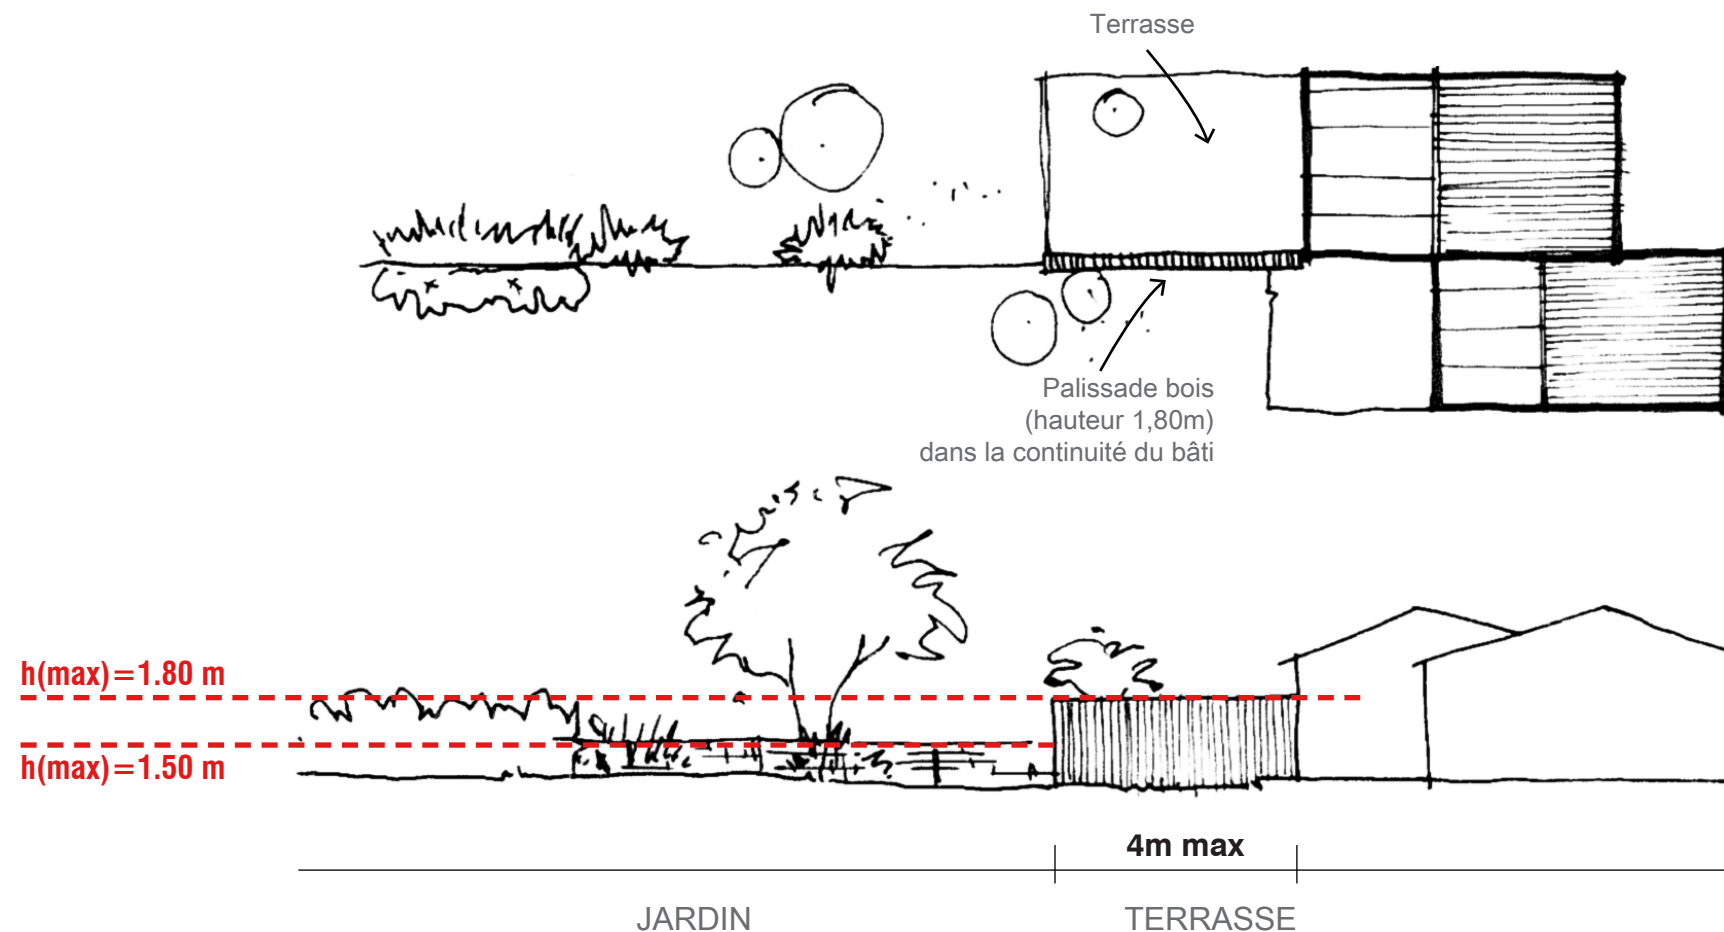 Terrasse
Palissade bois
(hauteur 1,80m)
dans la continuité du bâti
h(max)=1.80 m
h(max)=1.50 m
4m max
JARDIN
TERRASSE